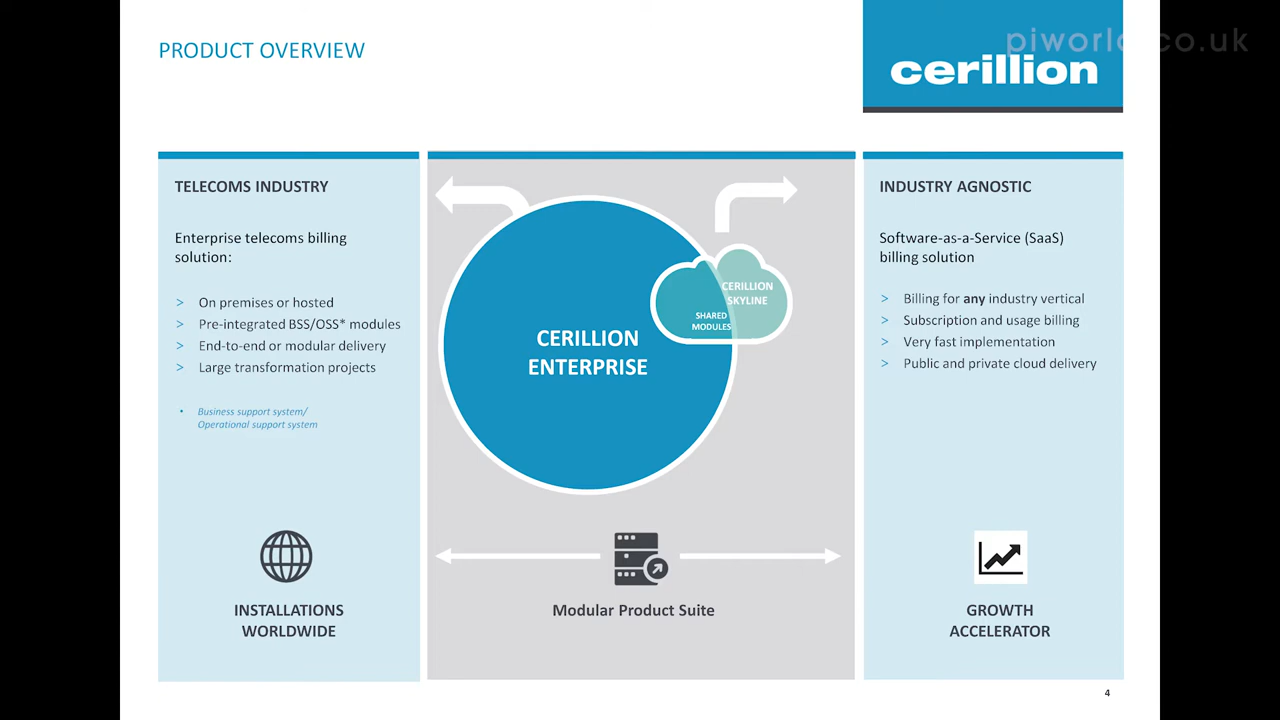 PRODUCT OVERVIEW
piworld.co.uk
cerillion
TELECOMS INDUSTRY
Enterprise telecoms billing
solution:
> On premises or hosted
> Pre-integrated BSS/OSS* modules
> End-to-end or modular delivery
> Large transformation projects
• Business support system/
Operational support system
INSTALLATIONS
WORLDWIDE
CERILLION
ENTERPRISE
CERILLION
SKYLINE
SHARED
MODULES
Modular Product Suite
INDUSTRY AGNOSTIC
Software-as-a-Service (SaaS)
billing solution
> Billing for any industry vertical
> Subscription and usage billing
> Very fast implementation
> Public and private cloud delivery
GROWTH
ACCELERATOR
4